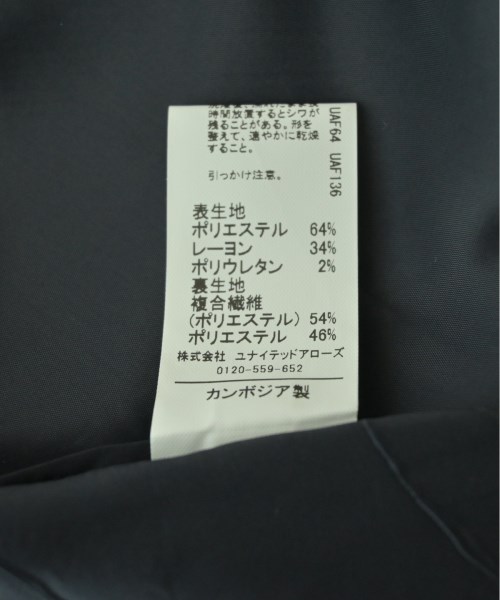 時間放置するとシワが
残ることがある。形を
整えて、速やかに乾燥
すること。
引っかけ注意。
UAF64 UAF136
表生地
ポリエステル 64%
レーヨン 34%
ポリウレタン 2%
裏生地
複合繊維
(ポリエステル) 54%
ポリエステル 46%
株式会社 ユナイテッドアローズ
0120-559-652
カンボジア製